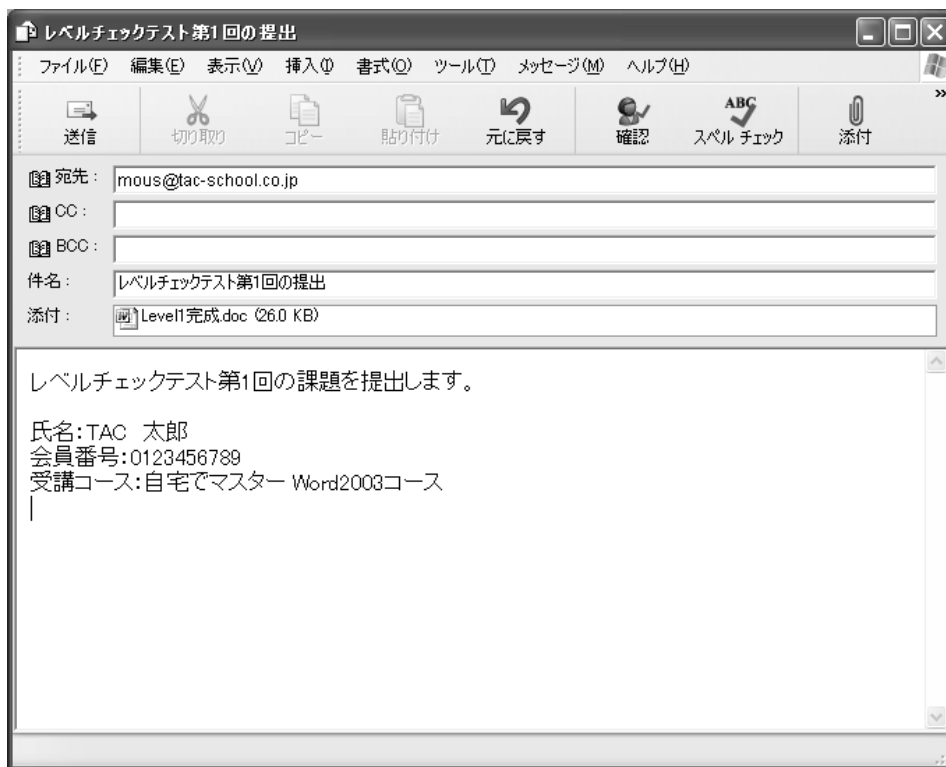 レベルチェックテスト第1回の提出
ファイル(F) 編集(E) 表示(V) 挿入(I) 書式(O) ツール(T) メッセージ(M) ヘルプ(H)
送信 切り取り コピー 貼り付け 元に戻す 確認 ABC スペル チェック 添付 »
宛先: mous@tac-school.co.jp
CC:
BCC:
件名: レベルチェックテスト第1回の提出
添付: Level1完成.doc (26.0 KB)
レベルチェックテスト第1回の課題を提出します。
氏名:TAC 太郎
会員番号:0123456789
受講コース:自宅でマスター Word2003コース